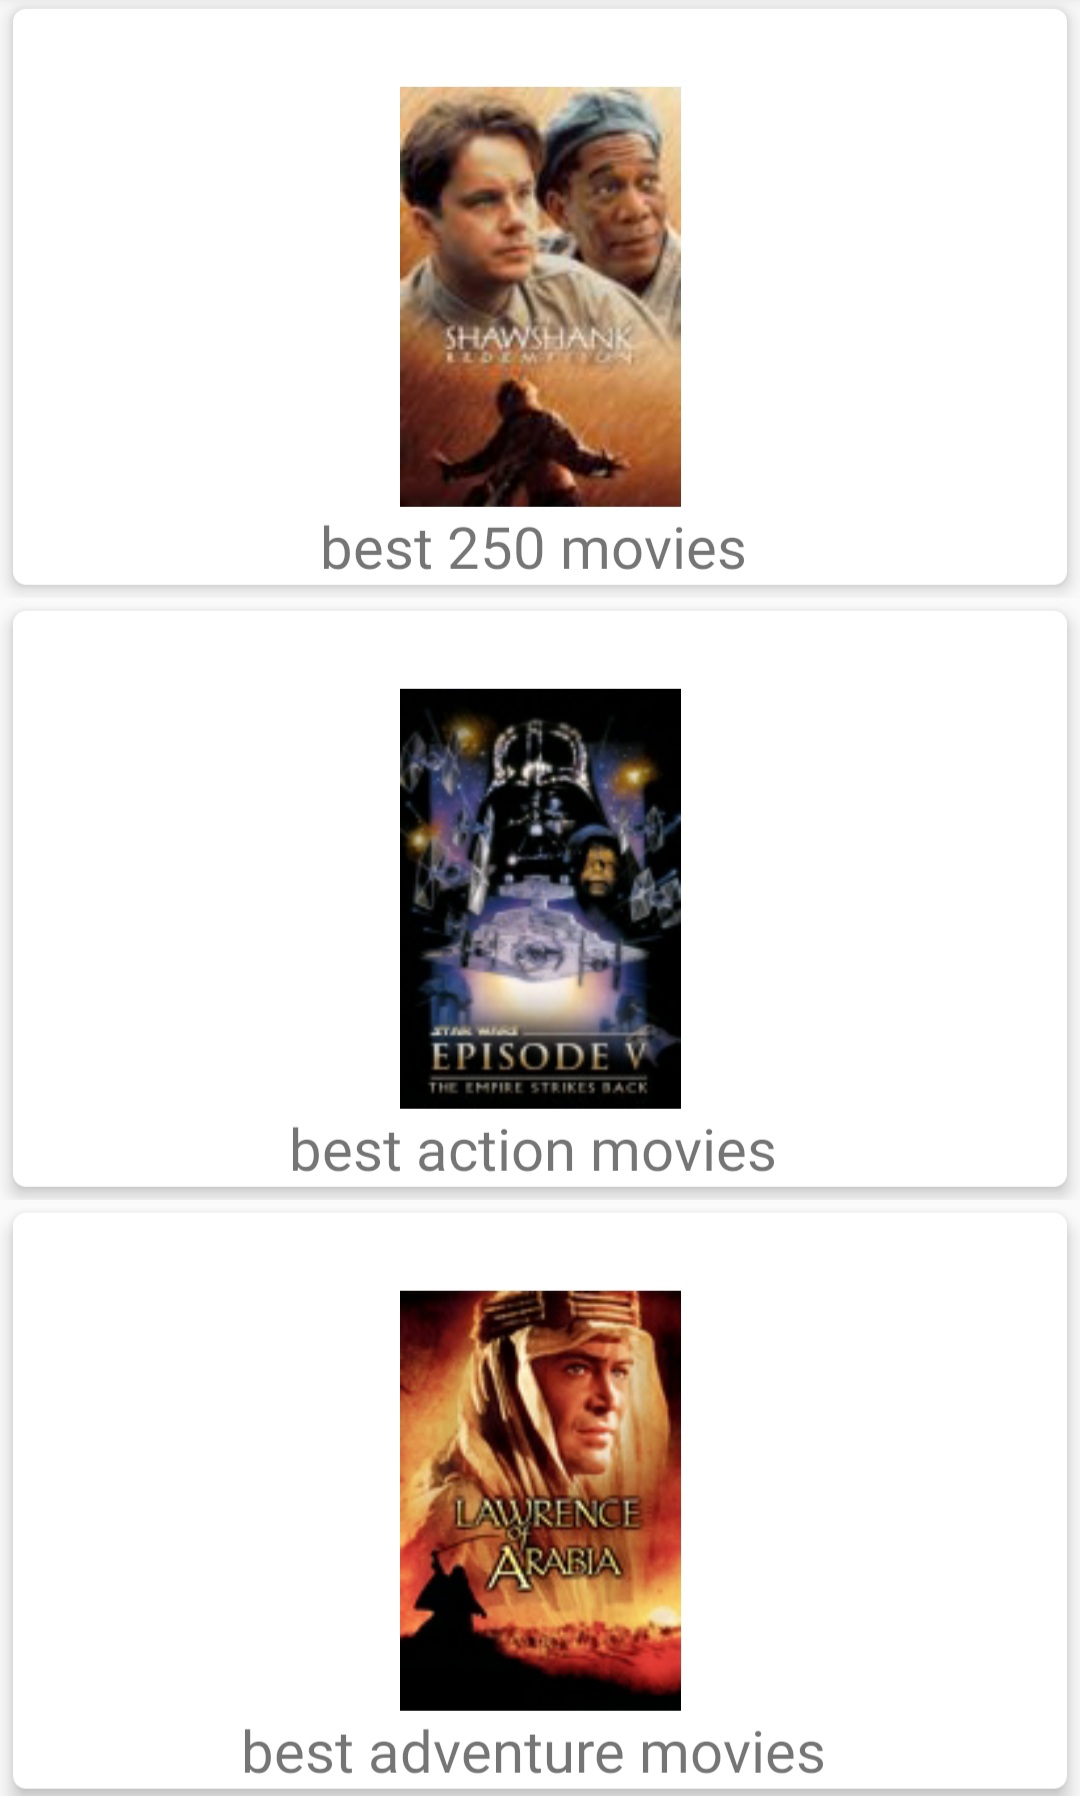 SHAWSHANK
REDEMPTION
best 250 movies
STAR WARS
EPISODE V
THE EMPIRE STRIKES BACK
best action movies
LAWRENCE
of
ARABIA
best adventure movies